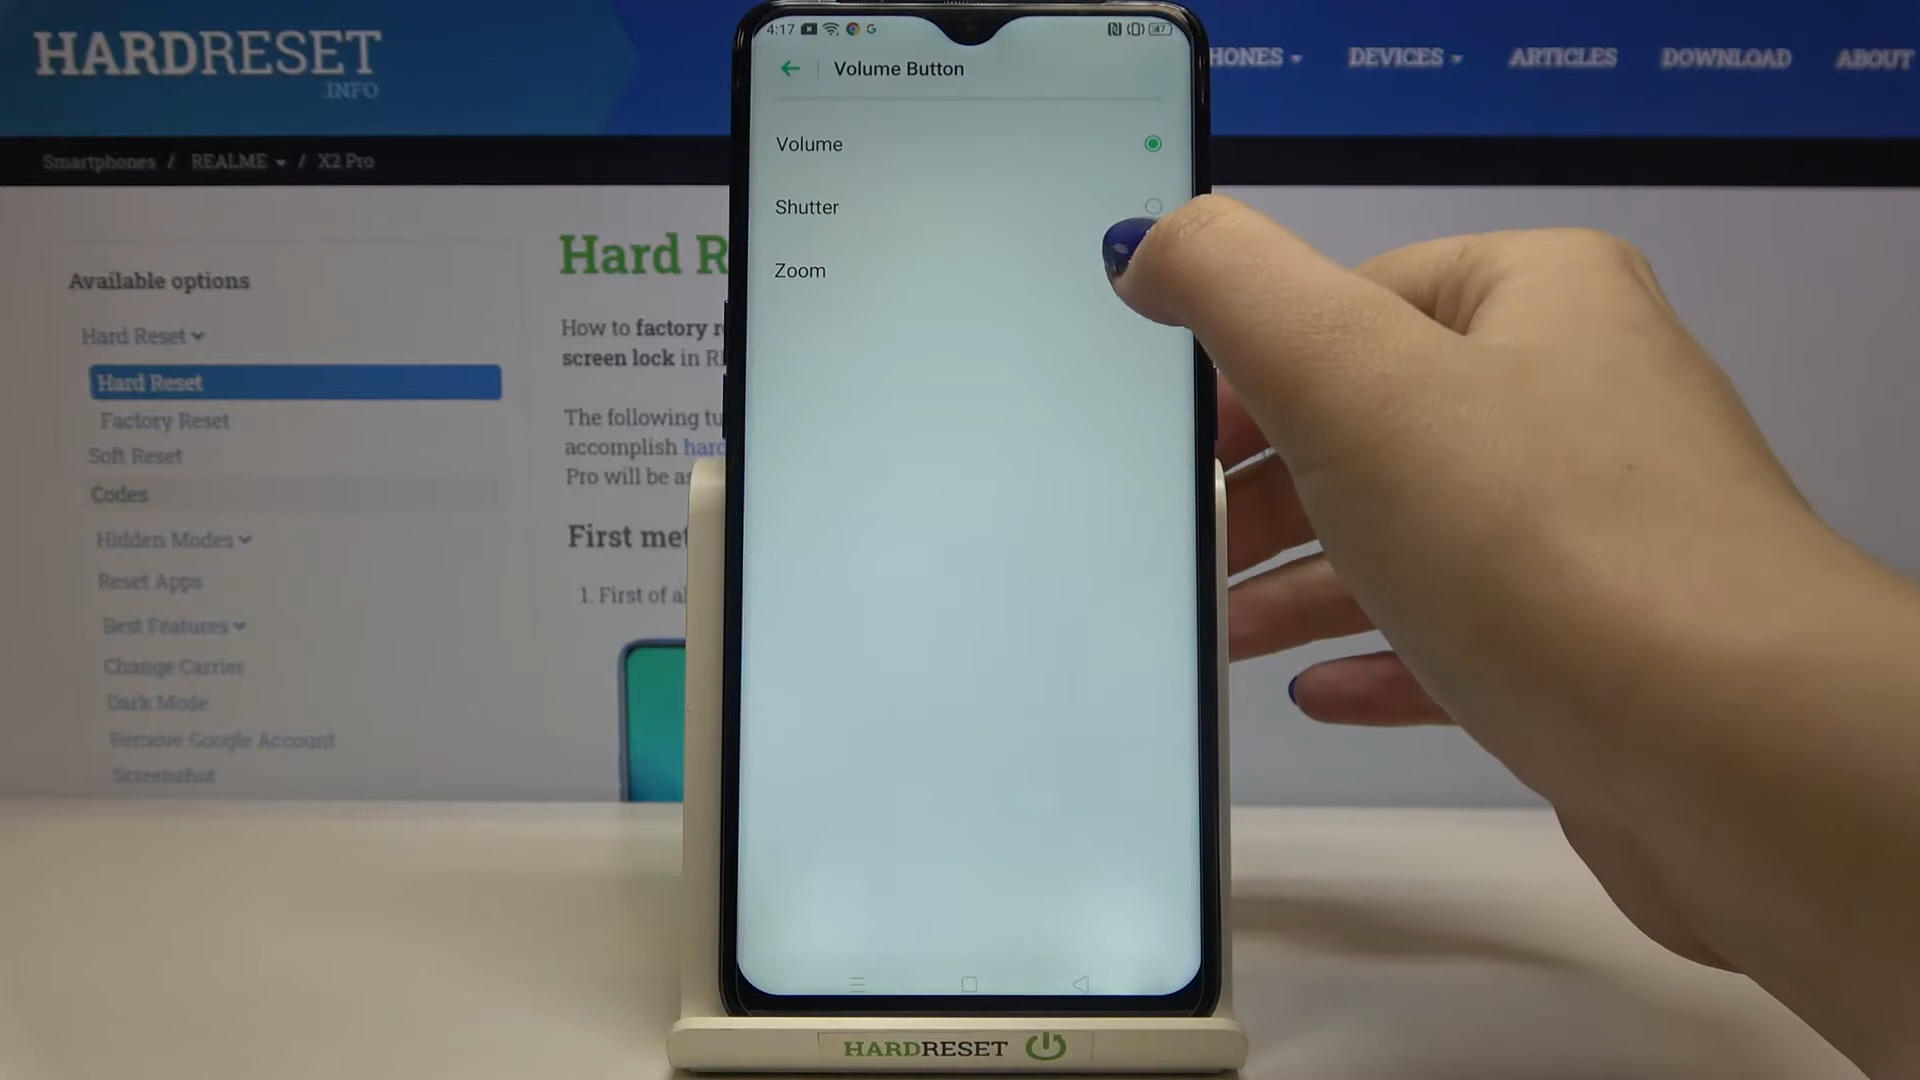 HARDRESET
.INFO
HONES
DEVICES
ARTICLES
DOWNLOAD
ABOUT
Smartphones / REALME / X2 Pro
Available options
Hard Reset
Hard Reset
Factory Reset
Soft Reset
Codes
Hidden Modes
Reset Apps
Best Features
Change Carrier
Dark Mode
Remove Google Account
Screenshot
Hard R
How to factory r
screen lock in R
The following tu
accomplish hard
Pro will be as
First met
1. First of al
4:17
47
Volume Button
Volume
Shutter
Zoom
HARDRESET